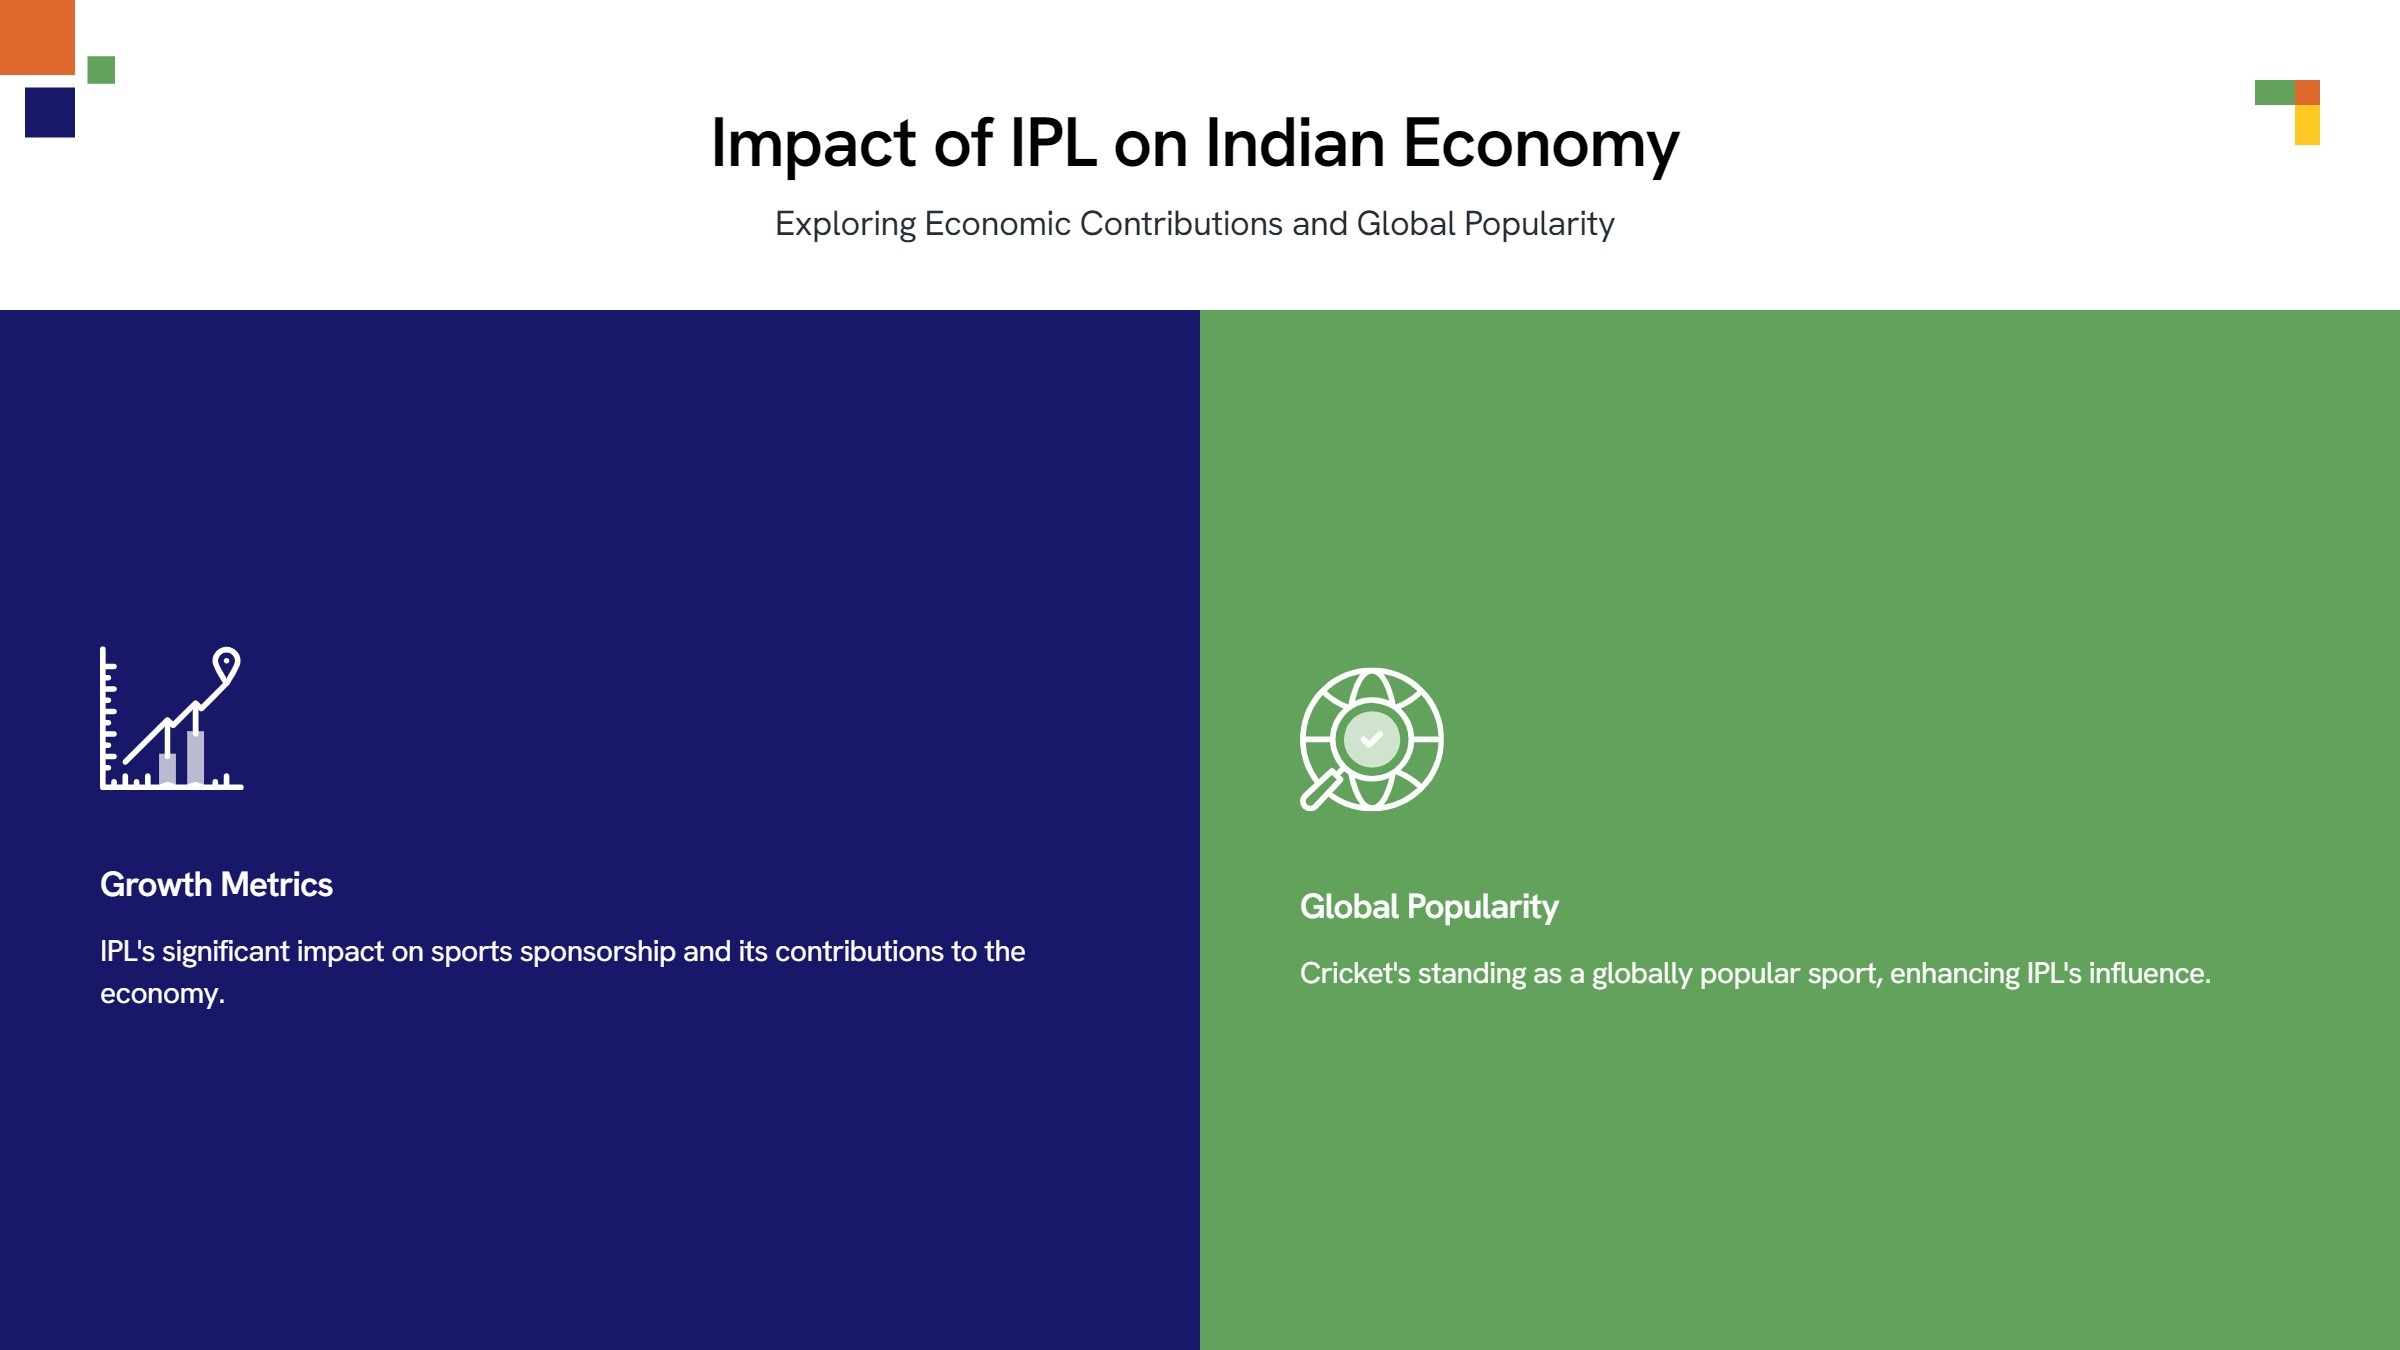 Impact of IPL on Indian Economy
Exploring Economic Contributions and Global Popularity
Growth Metrics
IPL's significant impact on sports sponsorship and its contributions to the
economy.
Global Popularity
Cricket's standing as a globally popular sport, enhancing IPL's influence.